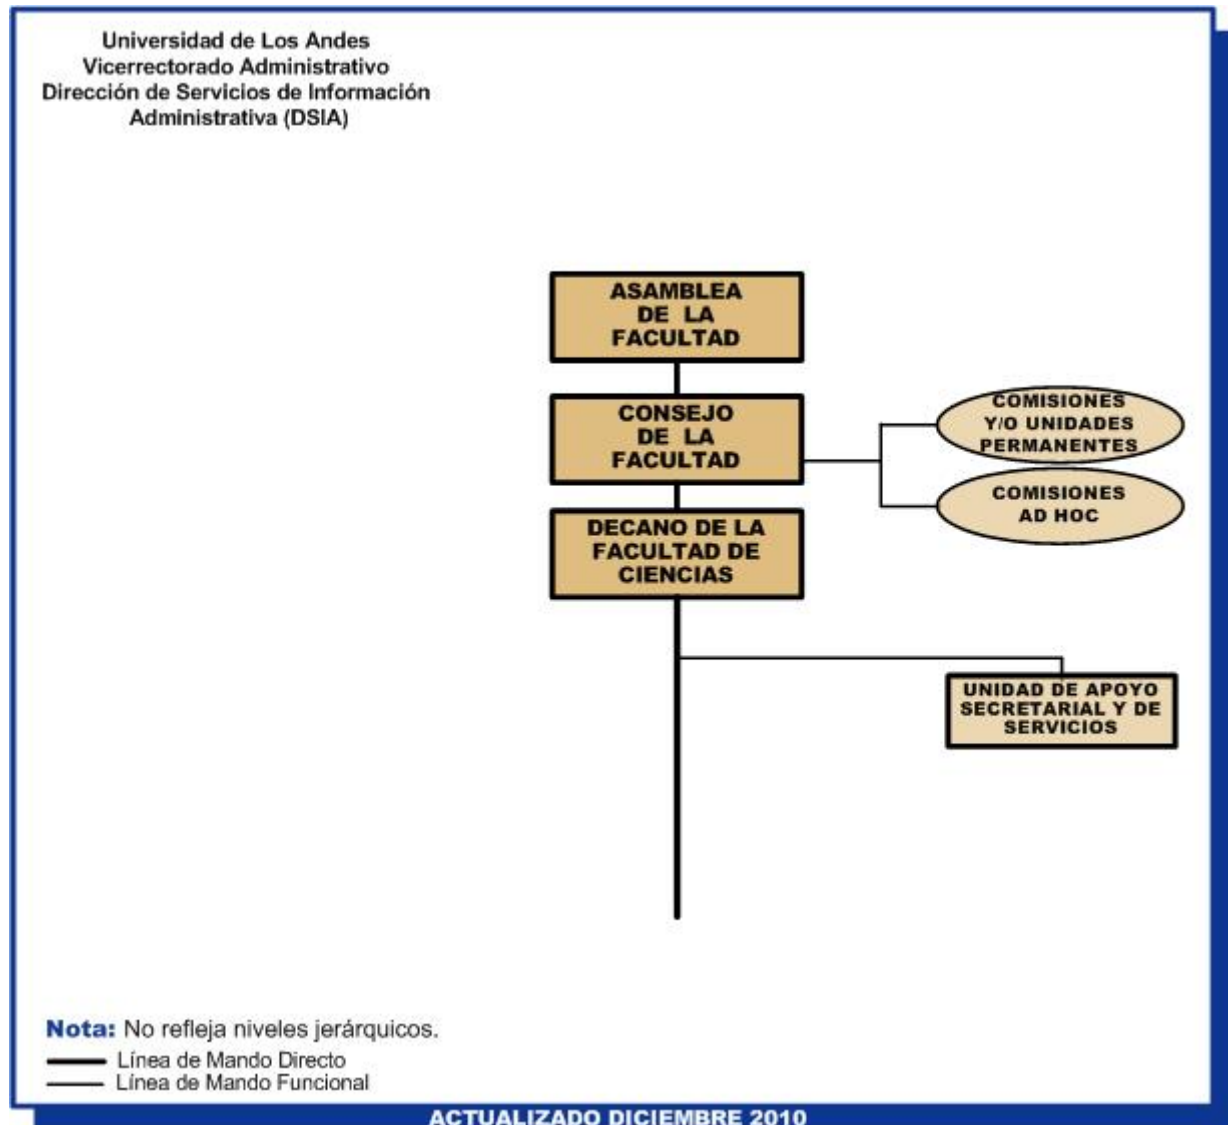 Universidad de Los Andes
Vicerrectorado Administrativo
Dirección de Servicios de Información
Administrativa (DSIA)
ASAMBLEA
DE LA
FACULTAD
CONSEJO
DE LA
FACULTAD
COMISIONES
Y/O UNIDADES
PERMANENTES
COMISIONES
AD HOC
DECANO DE LA
FACULTAD DE
CIENCIAS
UNIDAD DE APOYO
SECRETARIAL Y DE
SERVICIOS
Nota: No refleja niveles jerárquicos.
Línea de Mando Directo
Línea de Mando Funcional
ACTUALIZADO DICIEMBRE 2010